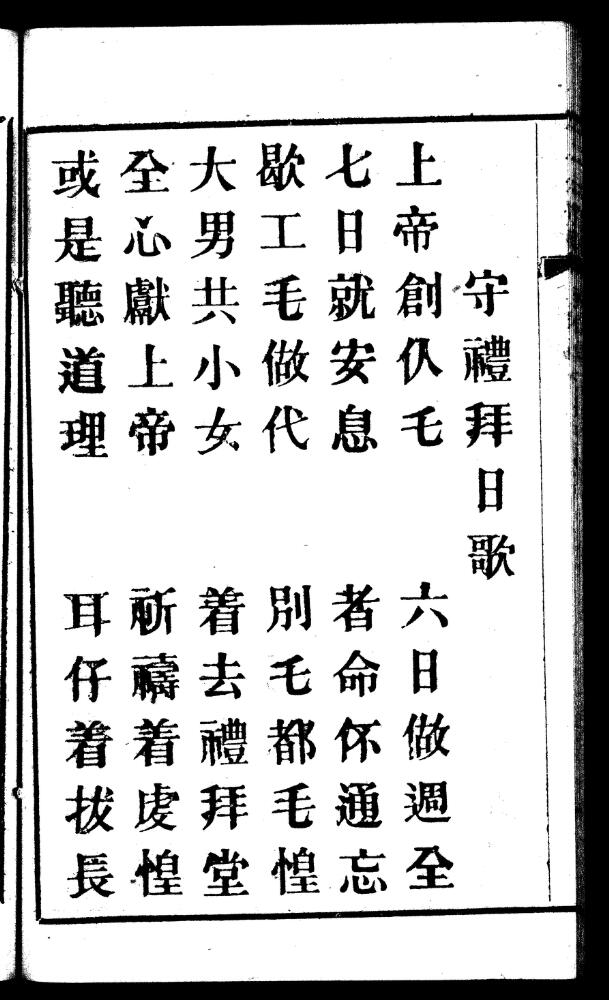 守禮拜日歌
上帝創仈乇 六日做週全
七日就安息 者命伓通忘
歇工毛做代 別乇都毛惶
大男共小女 着去禮拜堂
全心獻上帝 祈禱着虔惶
或是聽道理 耳仔着拔長